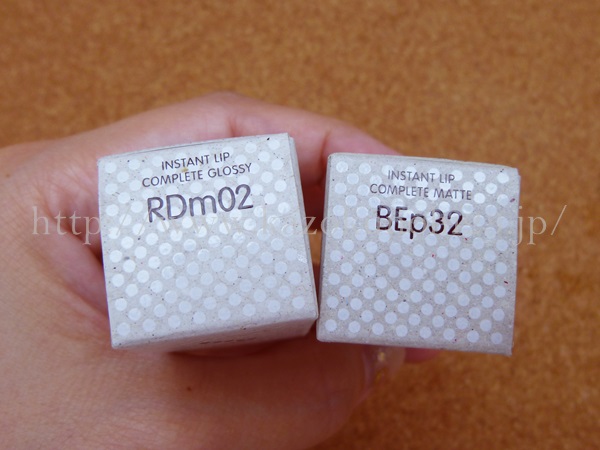 INSTANT LIP
COMPLETE GLOSSY
RDm02
INSTANT LIP
COMPLETE MATTE
BEp32